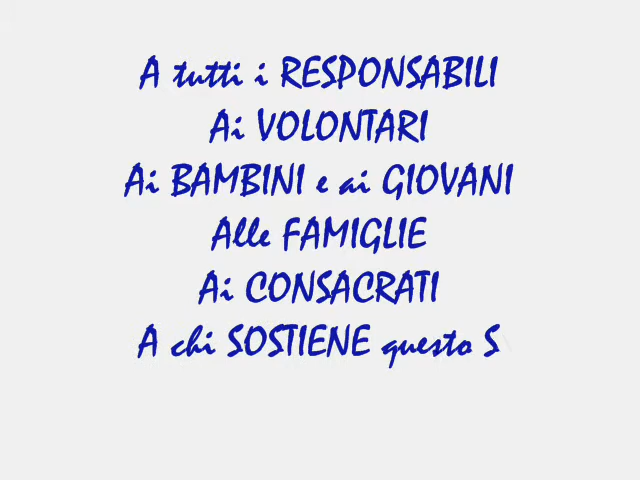 A tutti i RESPONSABILI
Ai VOLONTARI
Ai BAMBINI e ai GIOVANI
Alle FAMIGLIE
Ai CONSACRATI
A chi SOSTIENE questo S